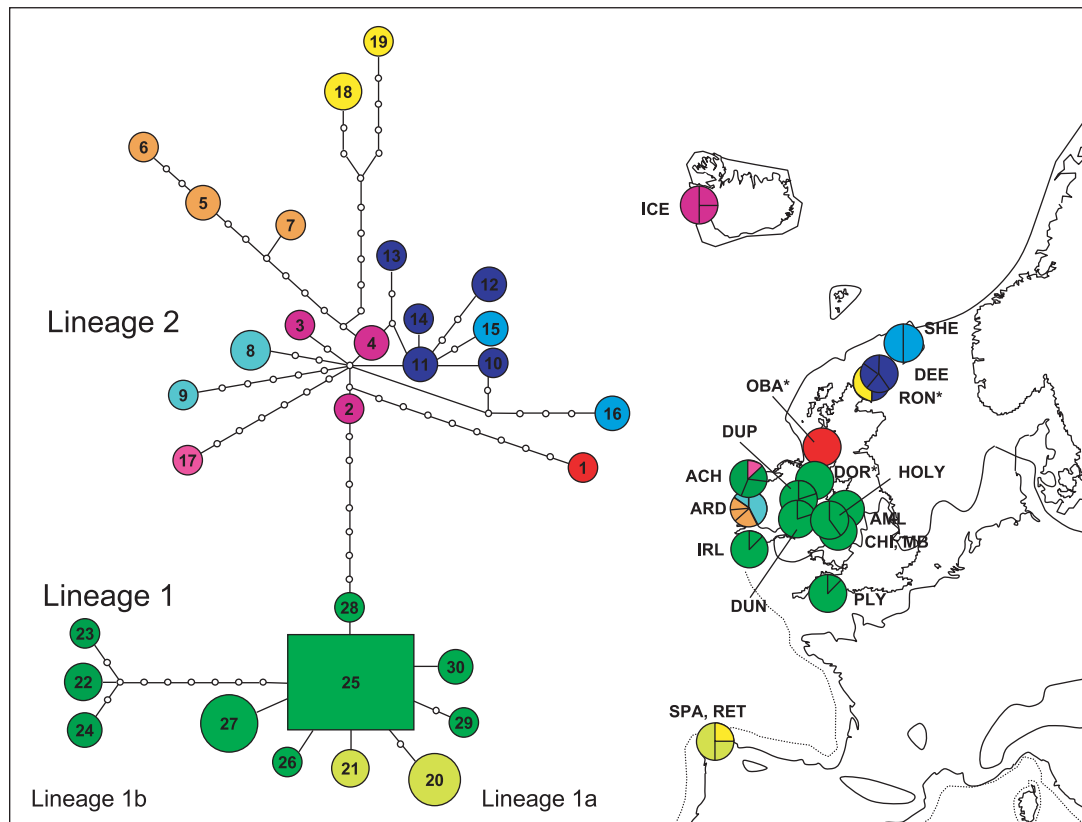 19
18
6
5
7
13
12
Lineage 2
3
4
14
15
8
11
10
9
2
16
17
1
Lineage 1
28
23
22
25
30
24
27
29
26
21
20
Lineage 1b
Lineage 1a
ICE
SHE
DEE
OBA*
RON*
DUP
ACH
DOR*
HOLY
ARD
AML
IRL
CHI, MB
DUN
PLY
SPA, RET